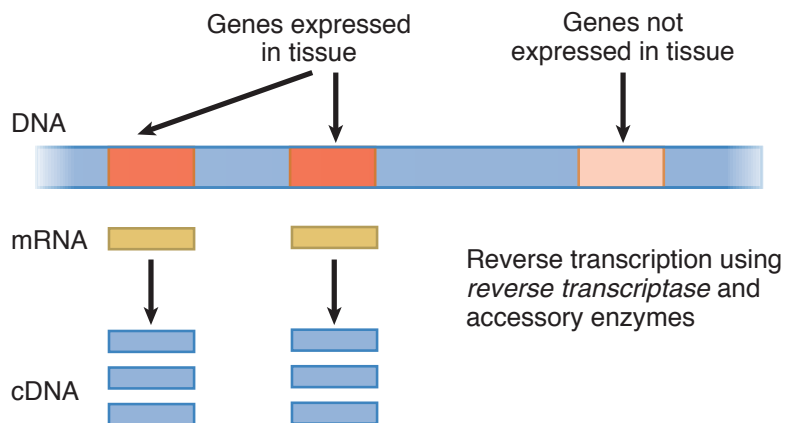 Genes expressed
in tissue
Genes not
expressed in tissue
DNA
mRNA
Reverse transcription using
reverse transcriptase and
accessory enzymes
cDNA